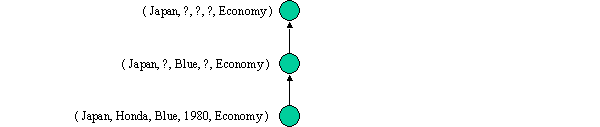 ( Japan, ?, ?, ?, Economy )
( Japan, ?, Blue, ?, Economy )
( Japan, Honda, Blue, 1980, Economy )